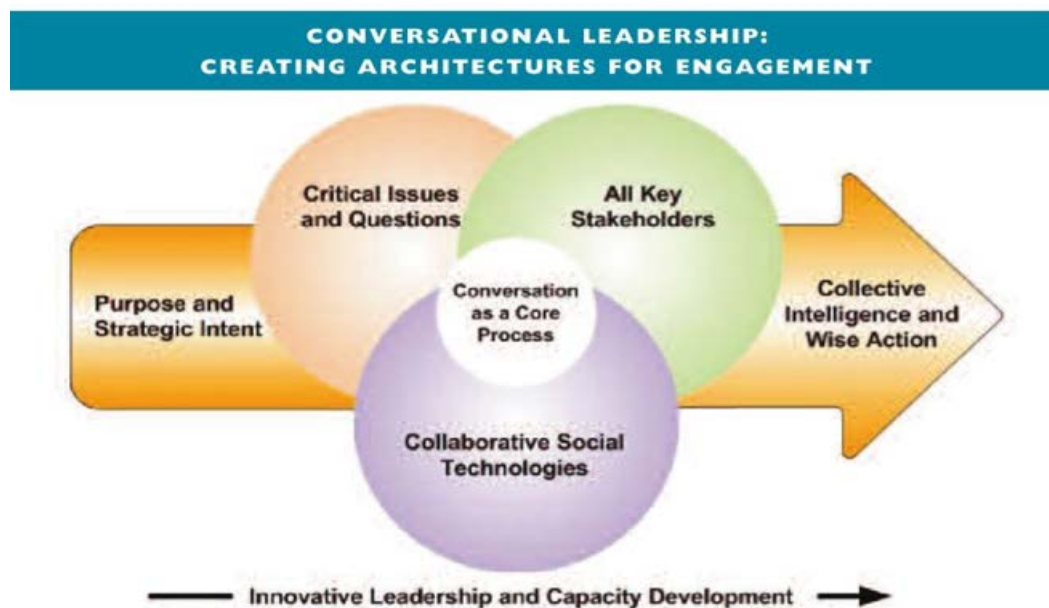 CONVERSATIONAL LEADERSHIP:
CREATING ARCHITECTURES FOR ENGAGEMENT
Critical Issues
and Questions
All Key
Stakeholders
Purpose and
Strategic Intent
Conversation
as a Core
Process
Collective
Intelligence and
Wise Action
Collaborative Social
Technologies
Innovative Leadership and Capacity Development